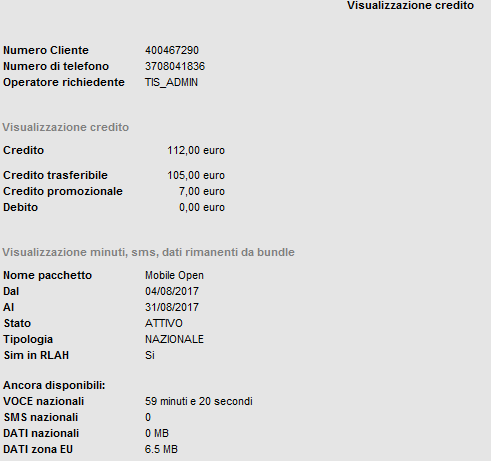 Visualizzazione credito
Numero Cliente 400467290
Numero di telefono 3708041836
Operatore richiedente TIS_ADMIN
Visualizzazione credito
Credito 112,00 euro
Credito trasferibile 105,00 euro
Credito promozionale 7,00 euro
Debito 0,00 euro
Visualizzazione minuti, sms, dati rimanenti da bundle
Nome pacchetto Mobile Open
Dal 04/08/2017
Al 31/08/2017
Stato ATTIVO
Tipologia NAZIONALE
Sim in RLAH Si
Ancora disponibili:
VOCE nazionali 59 minuti e 20 secondi
SMS nazionali 0
DATI nazionali 0 MB
DATI zona EU 6.5 MB